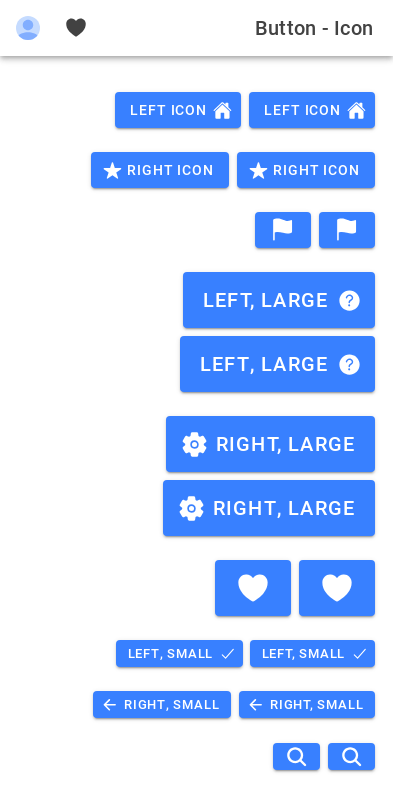 Button - Icon
LEFT ICON LEFT ICON
RIGHT ICON RIGHT ICON
LEFT, LARGE
LEFT, LARGE
RIGHT, LARGE
RIGHT, LARGE
LEFT, SMALL LEFT, SMALL
RIGHT, SMALL RIGHT, SMALL